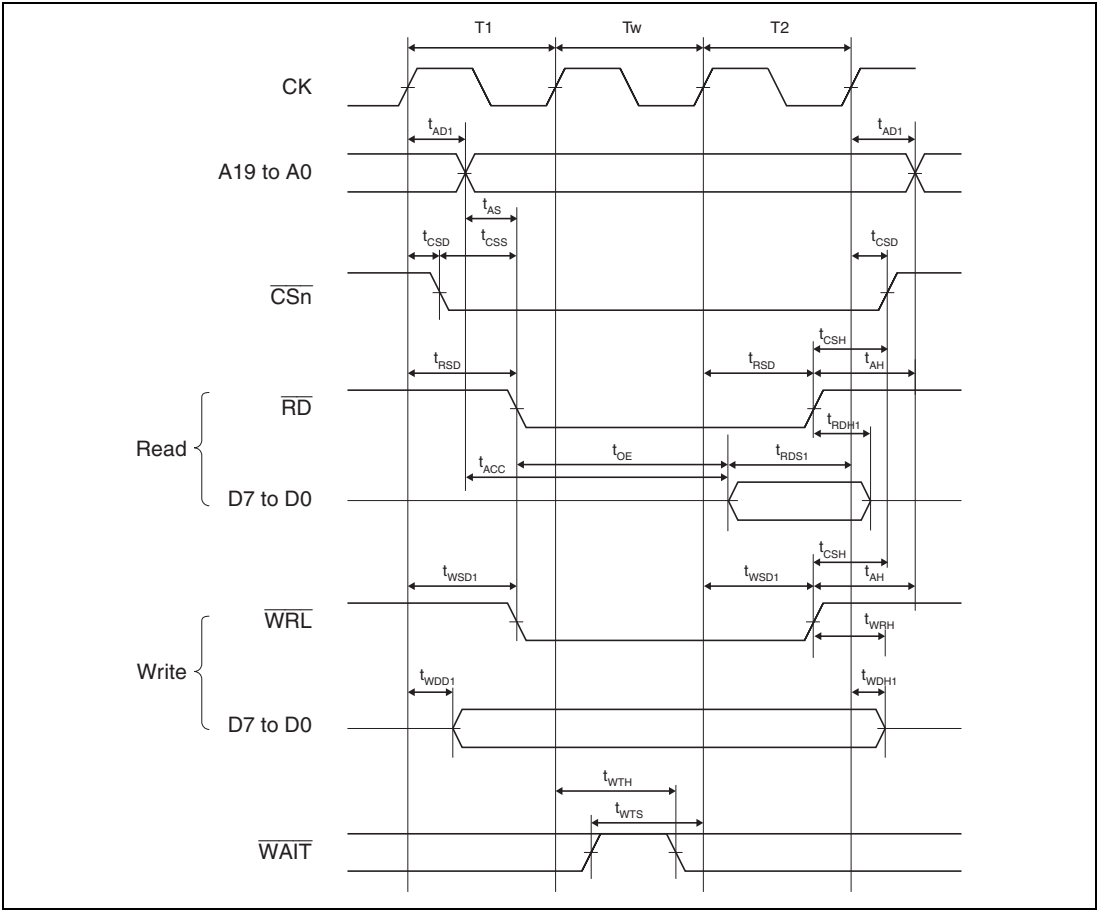 T1 Tw T2
CK
tAD1 tAD1
A19 to A0
tAS
tCSD tCSS tCSD
CSn
tCSH
tRSD tRSD tAH
RD
tRDH1
Read
tOE tRDS1
tACC
D7 to D0
tCSH
tWSD1 tWSD1 tAH
WRL
tWRH
Write
tWDD1 tWDH1
D7 to D0
tWTH
tWTS
WAIT